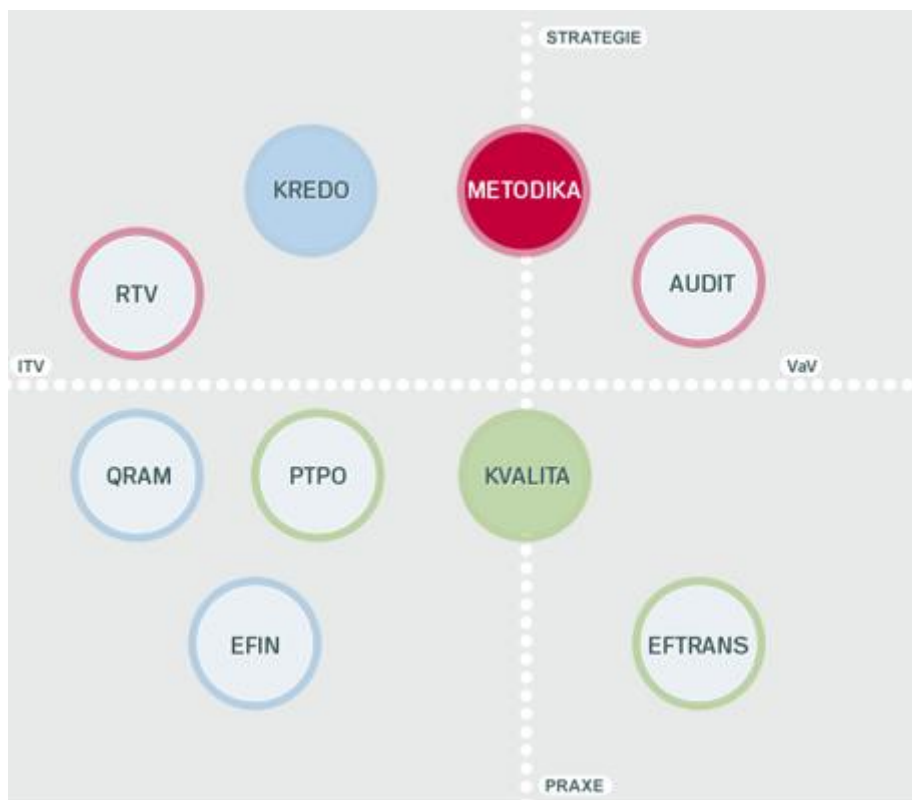 STRATEGIE
KREDO
METODIKA
RTV
AUDIT
ITV
VaV
QRAM
PTPO
KVALITA
EFIN
EFTRANS
PRAXE